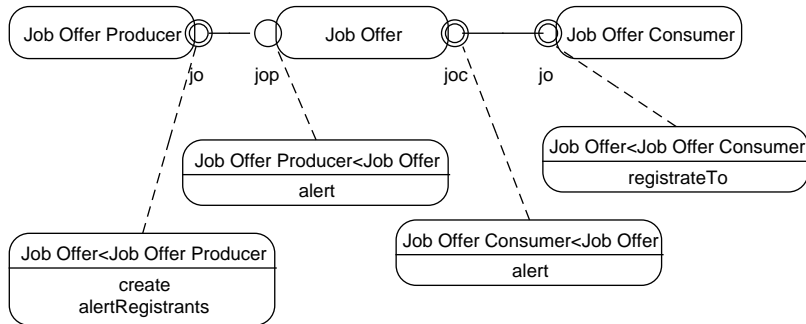 Job Offer Producer
Job Offer
Job Offer Consumer
jo
jop
joc
jo
Job Offer<Job Offer Consumer
registrateTo
Job Offer Producer<Job Offer
alert
Job Offer Consumer<Job Offer
alert
Job Offer<Job Offer Producer
create
alertRegistrants